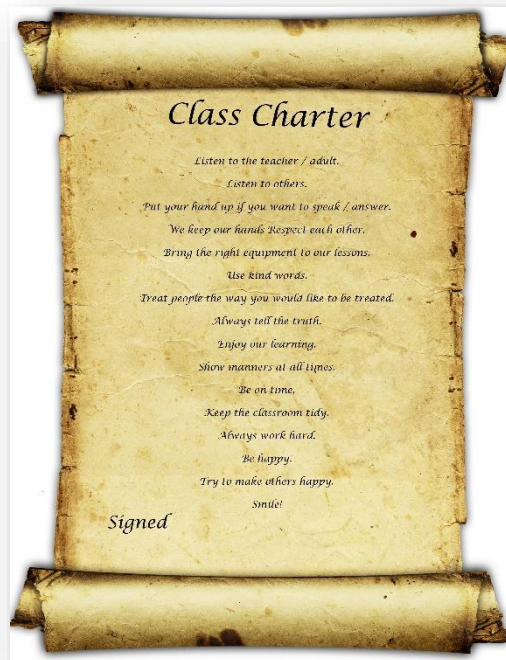 Class Charter
Listen to the teacher / adult.
Listen to others.
Put your hand up if you want to speak / answer.
We keep our hands Respect each other.
Bring the right equipment to our lessons.
Use kind words.
Treat people the way you would like to be treated.
Always tell the truth.
Enjoy our learning.
Show manners at all times.
Be on time.
Keep the classroom tidy.
Always work hard.
Be happy.
Try to make others happy.
Smile!
Signed